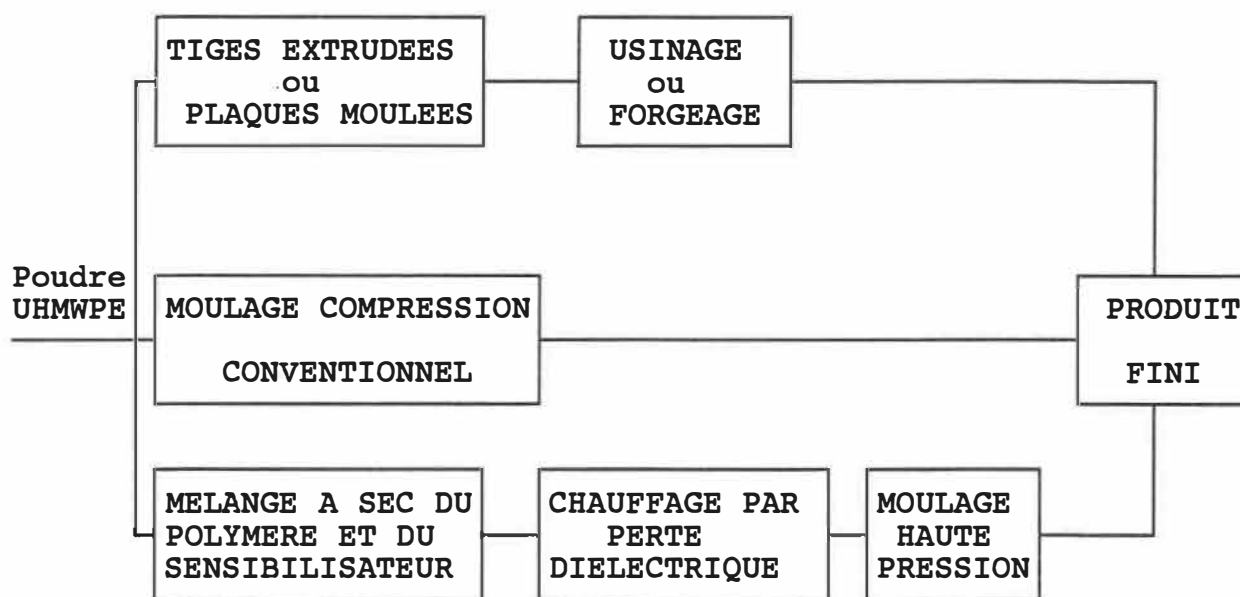 TIGES EXTRUDEES
ou
PLAQUES MOULEES
USINAGE
ou
FORGEAGE
Poudre
UHMWPE
MOULAGE COMPRESSION
CONVENTIONNEL
PRODUIT
FINI
MELANGE A SEC DU
POLYMERE ET DU
SENSIBILISATEUR
CHAUFFAGE PAR
PERTE
DIELECTRIQUE
MOULAGE
HAUTE
PRESSION